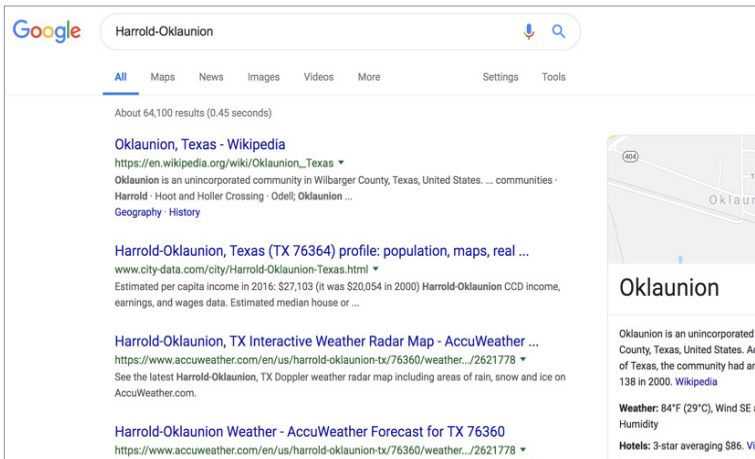 Google
Harrold-Oklaunion
All Maps News Images Videos More Settings Tools
About 64,100 results (0.45 seconds)
Oklaunion, Texas - Wikipedia
https://en.wikipedia.org/wiki/Oklaunion,_Texas
Oklaunion is an unincorporated community in Wilbarger County, Texas, United States. ... communities ·
Harrold · Hoot and Holler Crossing · Odell; Oklaunion ...
Geography · History
Harrold-Oklaunion, Texas (TX 76364) profile: population, maps, real ...
www.city-data.com/city/Harrold-Oklaunion-Texas.html
Estimated per capita income in 2016: $27,103 (it was $20,054 in 2000) Harrold-Oklaunion CCD income,
earnings, and wages data. Estimated median house or ...
Harrold-Oklaunion, TX Interactive Weather Radar Map - AccuWeather ...
https://www.accuweather.com/en/us/harrold-oklaunion-tx/76360/weather.../2621778
See the latest Harrold-Oklaunion, TX Doppler weather radar map including areas of rain, snow and ice on
AccuWeather.com.
Harrold-Oklaunion Weather - AccuWeather Forecast for TX 76360
https://www.accuweather.com/en/us/harrold-oklaunion-tx/76360/weather.../2621778
404
Oklaun
Oklaunion
Oklaunion is an unincorporated
County, Texas, United States. Ac
of Texas, the community had an
138 in 2000. Wikipedia
Weather: 84°F (29°C), Wind SE a
Humidity
Hotels: 3-star averaging $86. Vi